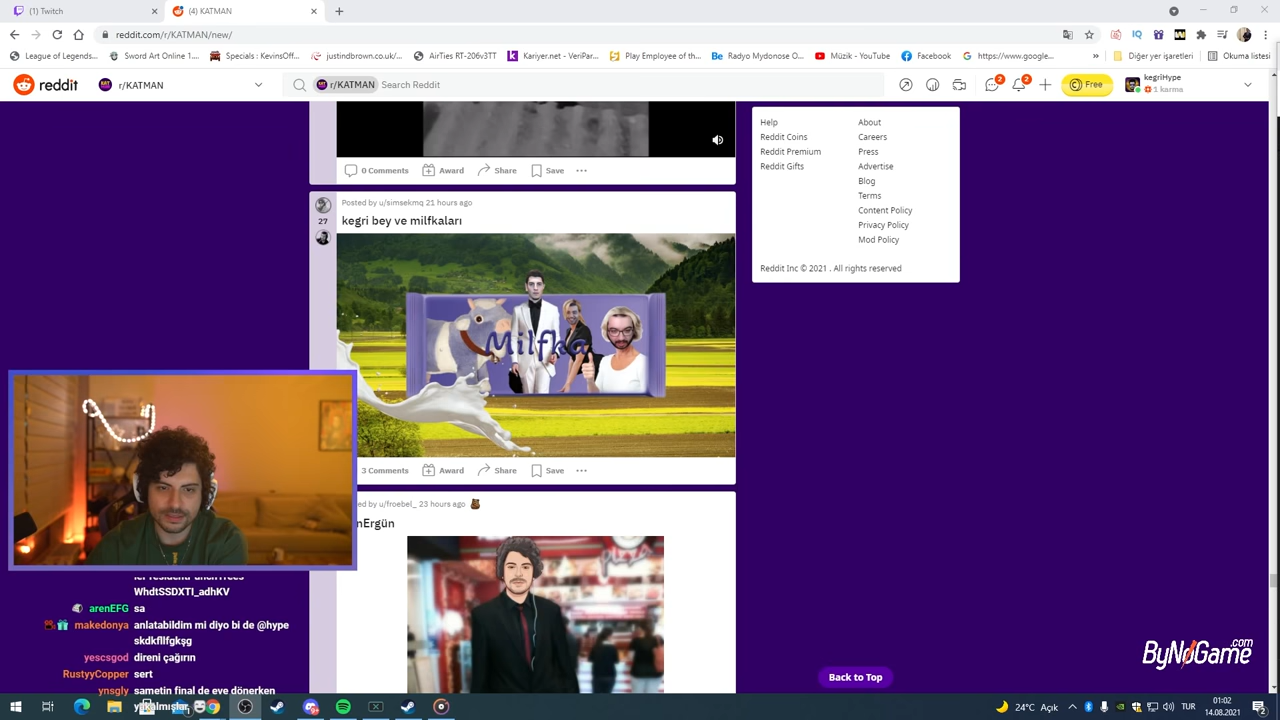 (1) Twitch
(4) KATMAN
reddit.com/r/KATMAN/new/
League of Legends...
Sword Art Online 1....
Specials : KevinsOff...
justindbrown.co.uk/...
AirTies RT-206v3TT
Kariyer.net - VeriPar...
Play Employee of th...
Radyo Mydonose O...
Müzik - YouTube
Facebook
https://www.google...
»
Diğer yer işaretleri
Okuma listesi
reddit
r/KATMAN
r/KATMAN
Search Reddit
2
2
Free
kegriHype
1 karma
0 Comments
Award
Share
Save
Help
About
Reddit Coins
Careers
Reddit Premium
Press
Reddit Gifts
Advertise
Blog
Terms
Content Policy
Privacy Policy
Mod Policy
Reddit Inc © 2021 . All rights reserved
27
Posted by u/simsekmq 21 hours ago
kegri bey ve milfkaları
Milfka
3 Comments
Award
Share
Save
ed by u/froebel_ 23 hours ago
nErgün
WhdtSSDXTI_adhKV
arenEFG sa
makedonya anlatabildim mi diyo bi de @hype
skdkfllfgkşg
yescsgod direni çağırın
RustyyCopper sert
ynsgly sametin final de eve dönerken
yıkılmışlar
ByNoGame.com
Back to Top
24°C Açık
TUR
01:02
14.08.2021
2